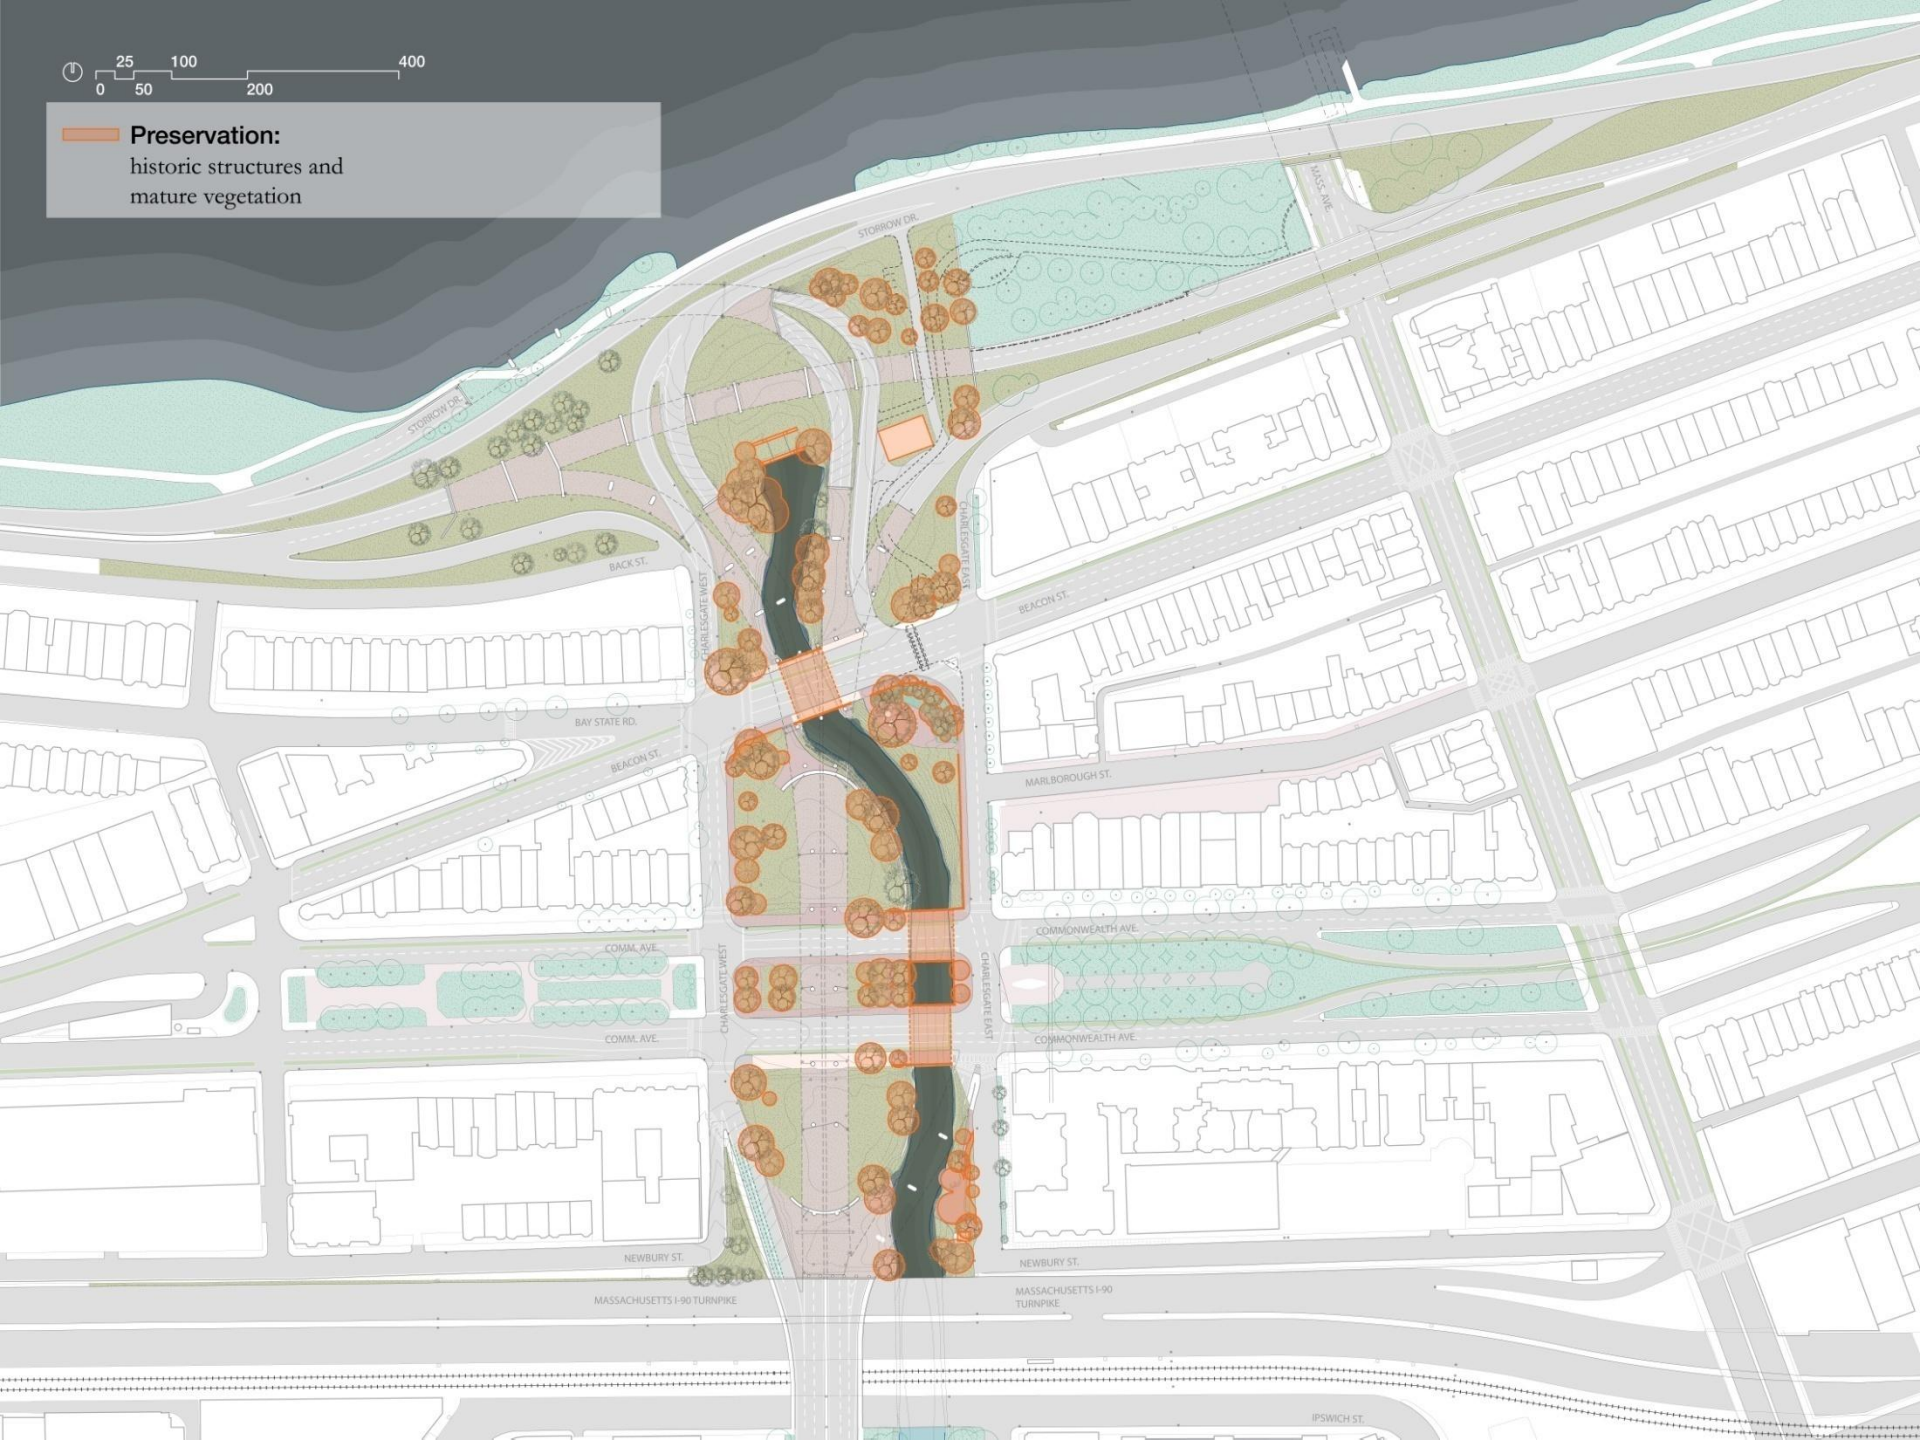 25 100 400
0 50 200
Preservation:
historic structures and
mature vegetation
MASS. AVE.
STORROW DR.
STORROW DR.
BACK ST.
CHARLESGATE WEST
CHARLESGATE EAST
BEACON ST.
BAY STATE RD.
BEACON ST.
MARLBOROUGH ST.
COMM. AVE.
COMMONWEALTH AVE.
CHARLESGATE WEST
CHARLESGATE EAST
COMM. AVE.
COMMONWEALTH AVE.
NEWBURY ST.
NEWBURY ST.
MASSACHUSETTS I-90 TURNPIKE
MASSACHUSETTS I-90
TURNPIKE
IPSWICH ST.